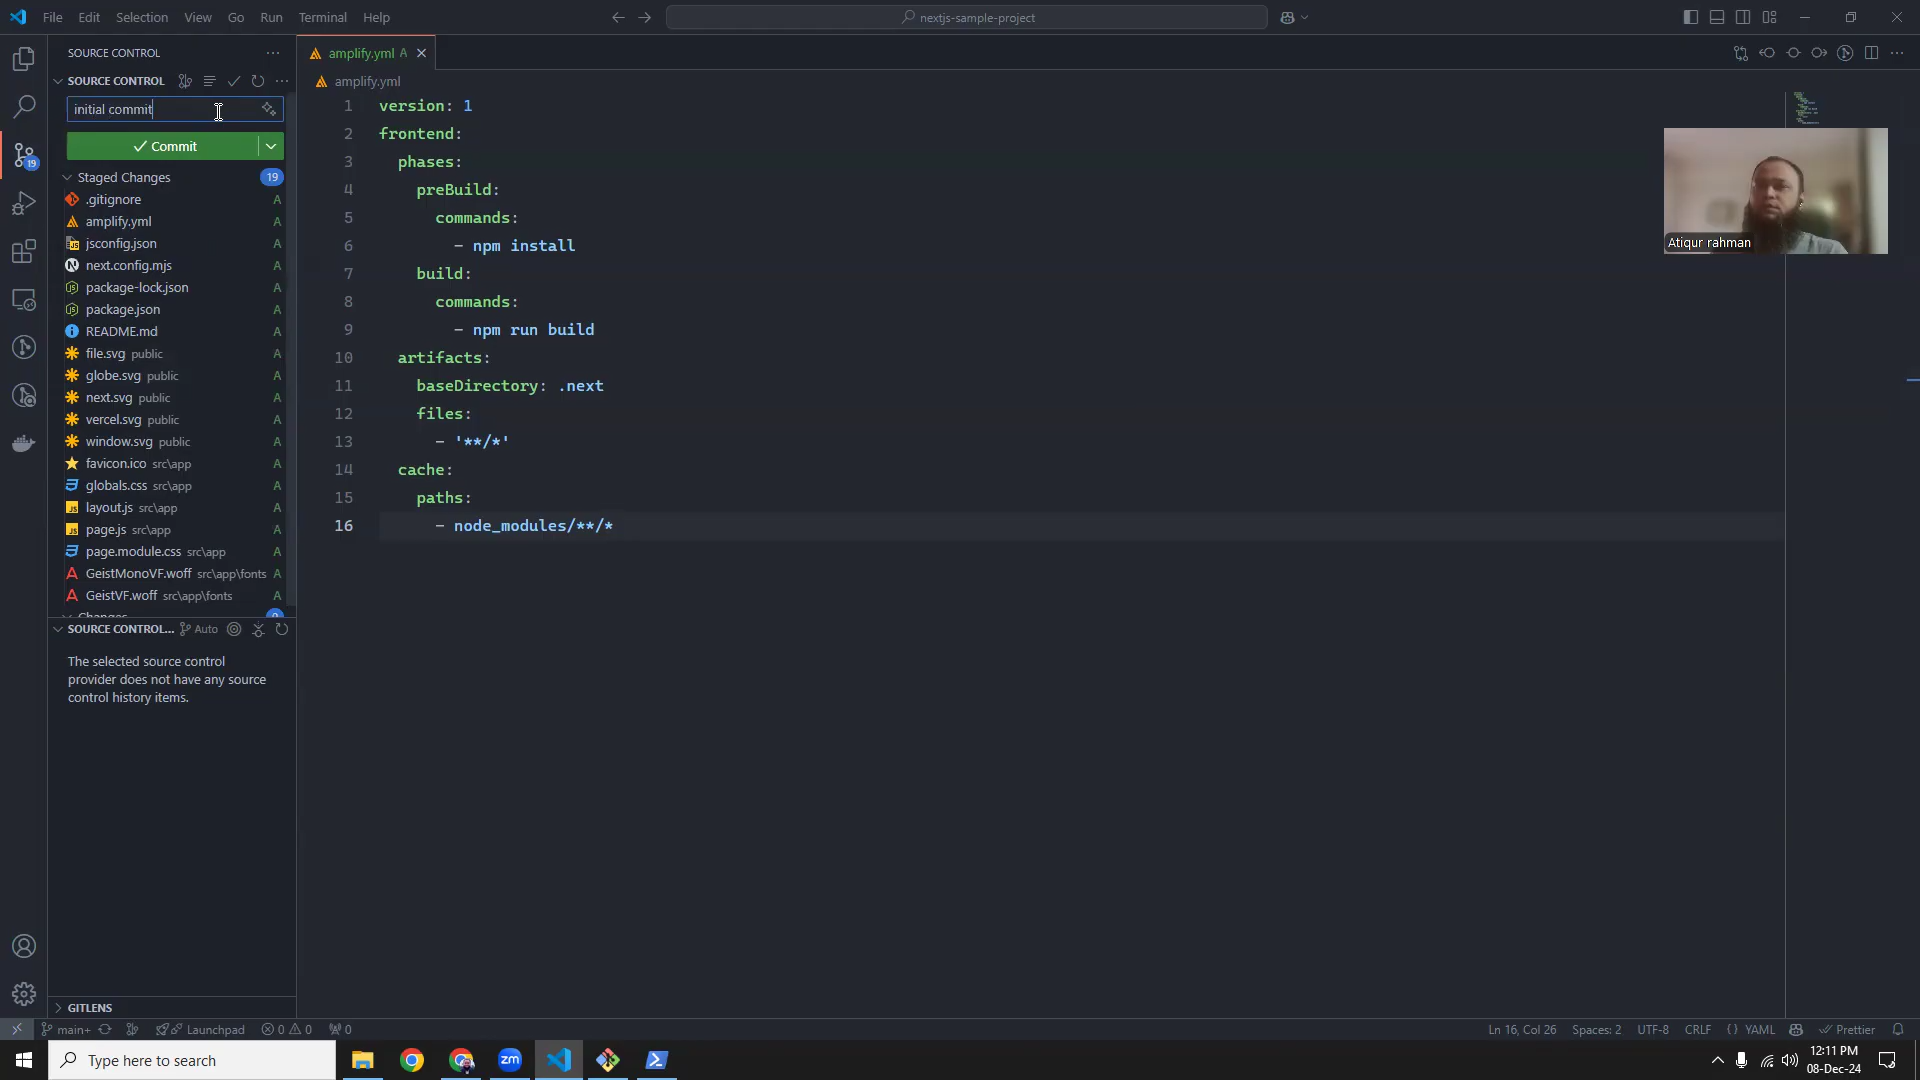 File Edit Selection View Go Run Terminal Help
nextjs-sample-project
SOURCE CONTROL
SOURCE CONTROL
initial commit
Commit
Staged Changes 19
.gitignore A
amplify.yml A
jsconfig.json A
next.config.mjs A
package-lock.json A
package.json A
README.md A
file.svg public A
globe.svg public A
next.svg public A
vercel.svg public A
window.svg public A
favicon.ico src\app A
globals.css src\app A
layout.js src\app A
page.js src\app A
page.module.css src\app A
GeistMonoVF.woff src\app\fonts A
GeistVF.woff src\app\fonts A
Changes 0
SOURCE CONTROL... Auto
The selected source control
provider does not have any source
control history items.
GITLENS
19
amplify.yml A
amplify.yml
1 version: 1
2 frontend:
3 phases:
4 preBuild:
5 commands:
6 - npm install
7 build:
8 commands:
9 - npm run build
10 artifacts:
11 baseDirectory: .next
12 files:
13 - '**/*'
14 cache:
15 paths:
16 - node_modules/**/*
Atiqur rahman
main+ Launchpad 0 0 0
Ln 16, Col 26 Spaces: 2 UTF-8 CRLF {} YAML Prettier
Type here to search
zm
12:11 PM
08-Dec-24